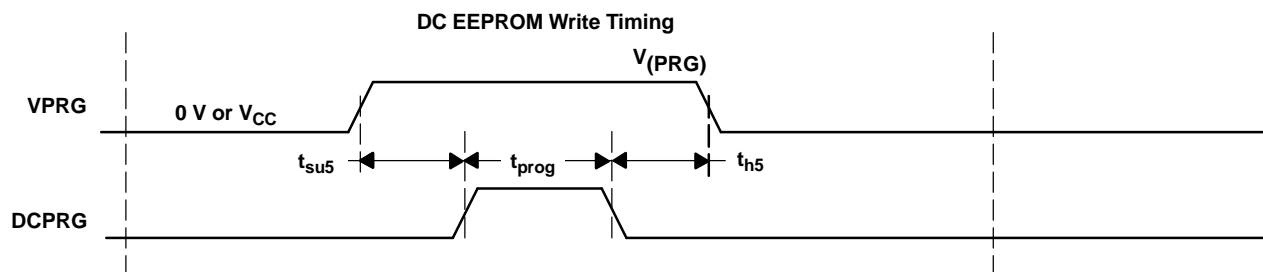 DC EEPROM Write Timing
V(PRG)
VPRG
0 V or VCC
tsu5
tprog
th5
DCPRG